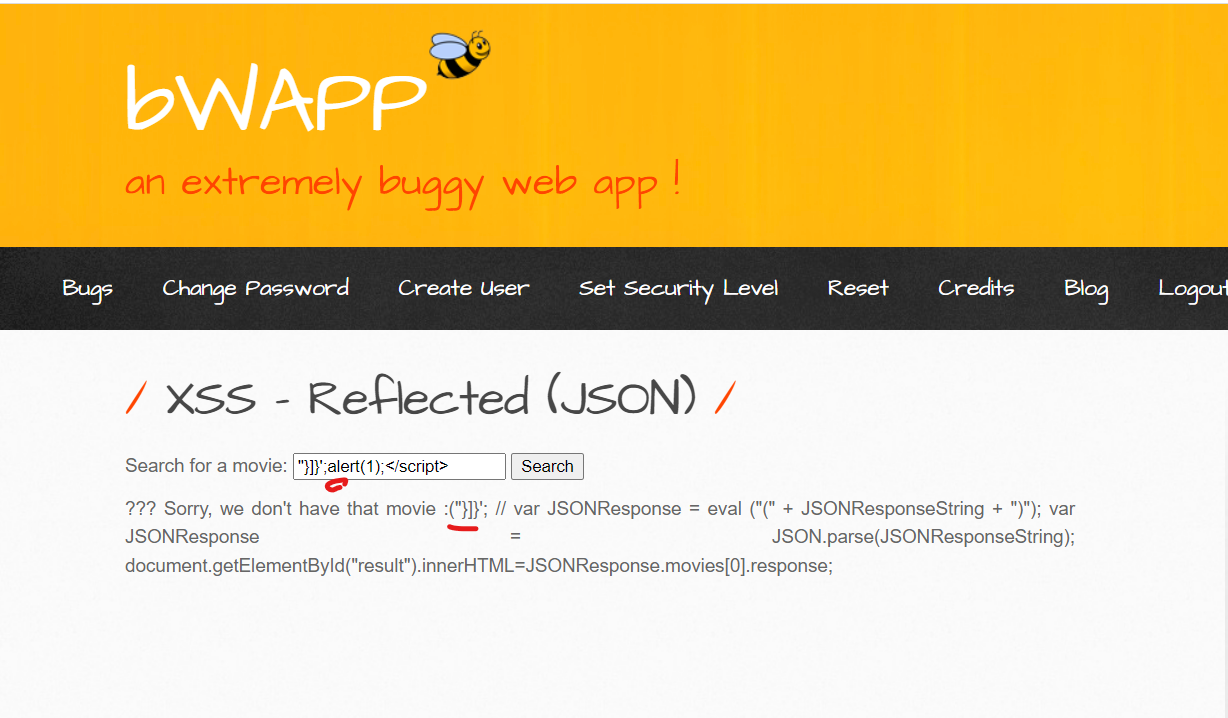 bWAPP
an extremely buggy web app !
Bugs Change Password Create User Set Security Level Reset Credits Blog Logout
/ XSS - Reflected (JSON) /
Search for a movie: "}]}';alert(1);</script> Search
??? Sorry, we don't have that movie :("}]}'; // var JSONResponse = eval ("(" + JSONResponseString + ")"); var
JSONResponse = JSON.parse(JSONResponseString);
document.getElementById("result").innerHTML=JSONResponse.movies[0].response;